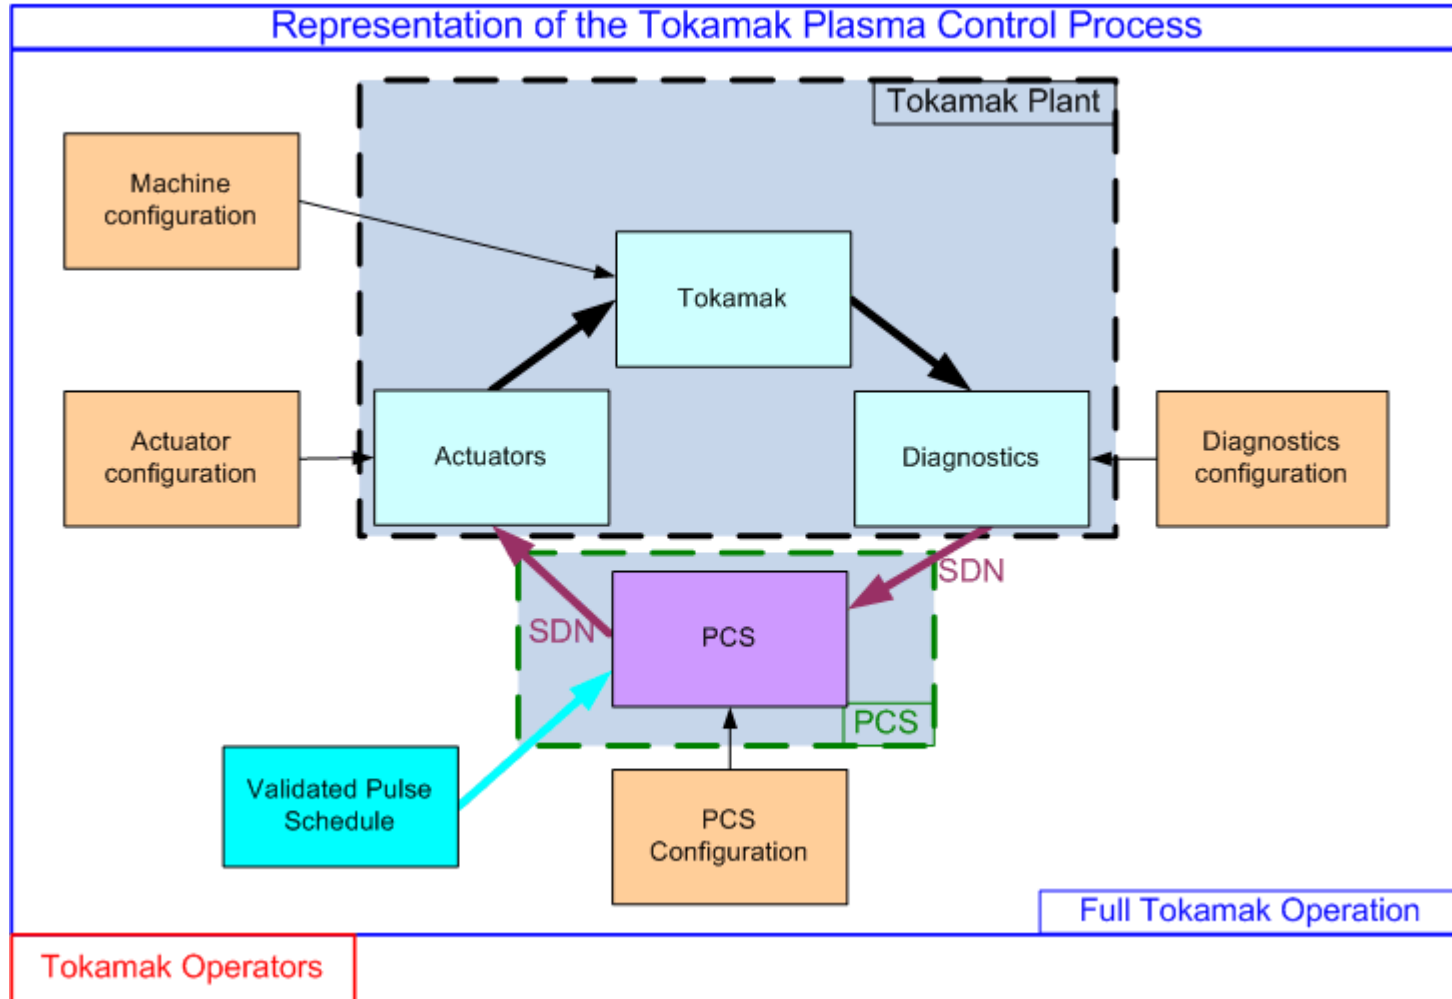 Representation of the Tokamak Plasma Control Process
Tokamak Plant
Machine
configuration
Tokamak
Actuator
configuration
Actuators
Diagnostics
Diagnostics
configuration
SDN
SDN
PCS
PCS
Validated Pulse
Schedule
PCS
Configuration
Full Tokamak Operation
Tokamak Operators